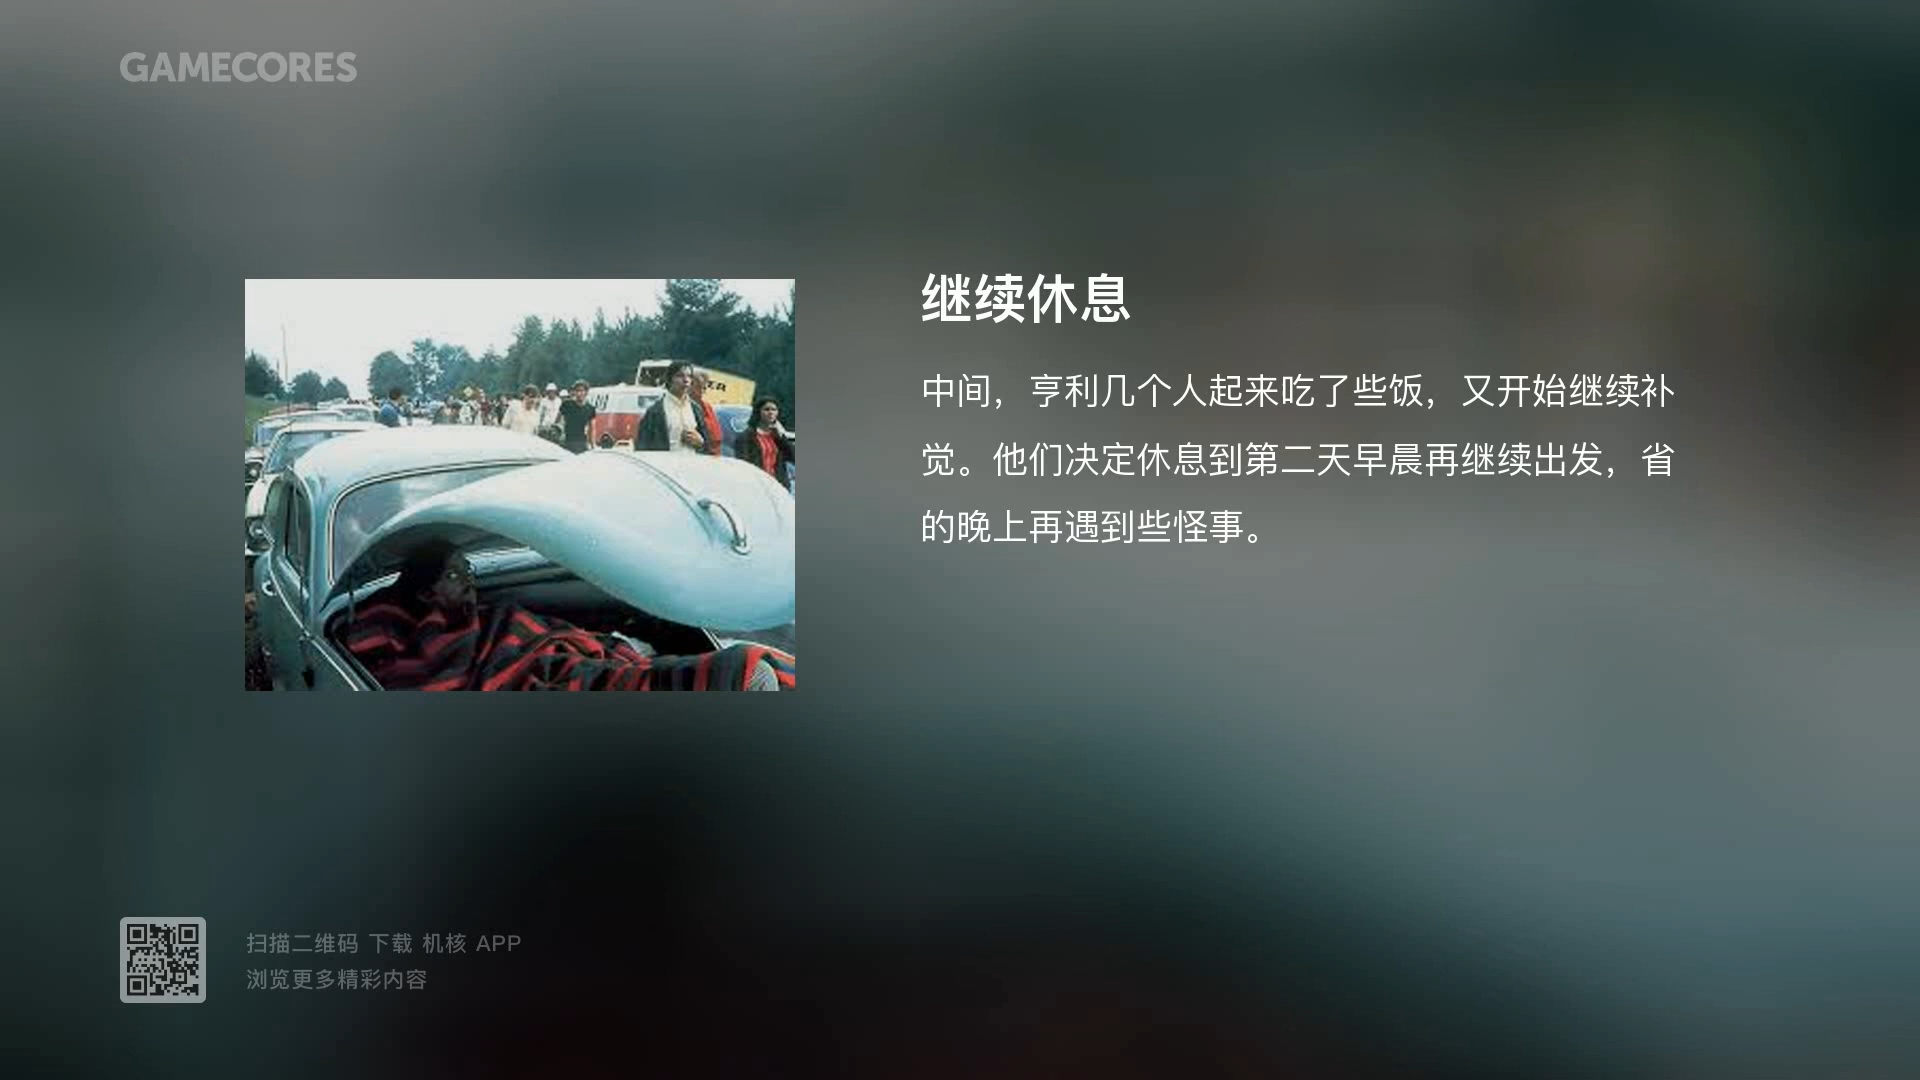 GAMECORES
继续休息
中间，亨利几个人起来吃了些饭，又开始继续补
觉。他们决定休息到第二天早晨再继续出发，省
的晚上再遇到些怪事。
扫描二维码 下载 机核 APP
浏览更多精彩内容